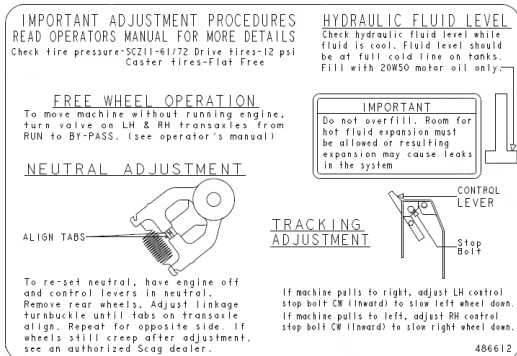 IMPORTANT ADJUSTMENT PROCEDURES
READ OPERATORS MANUAL FOR MORE DETAILS
Check tire pressure·SCZ11-61/72 Drive tires-12 psi
Caster tires-Flat Free
FREE WHEEL OPERATION
To move machine without running engine,
turn valve on LH & RH transaxles from
RUN to BY-PASS. (see operator's manual)
NEUTRAL ADJUSTMENT
ALIGN TABS
To re-set neutral, have engine off
and control levers in neutral.
Remove rear wheels. Adjust linkage
turnbuckle until tabs on transaxle
align. Repeat for opposite side. If
wheels still creep after adjustment,
see an authorized Scag dealer.
HYDRAULIC FLUID LEVEL
Check hydraulic fluid level while
fluid is cool. Fluid level should
be at full cold line on tanks.
Fill with 20W50 motor oil only.
IMPORTANT
Do not overfill. Room for
hot fluid expansion must
be allowed or resulting
expansion may cause leaks
in the system
TRACKING
ADJUSTMENT
CONTROL
LEVER
Stop
Bolt
If machine pulls to right, adjust LH control
stop bolt CW (Inward) to slow left wheel down.
If machine pulls to left, adjust RH control
stop bolt CW (Inward) to slow right wheel down.
486612